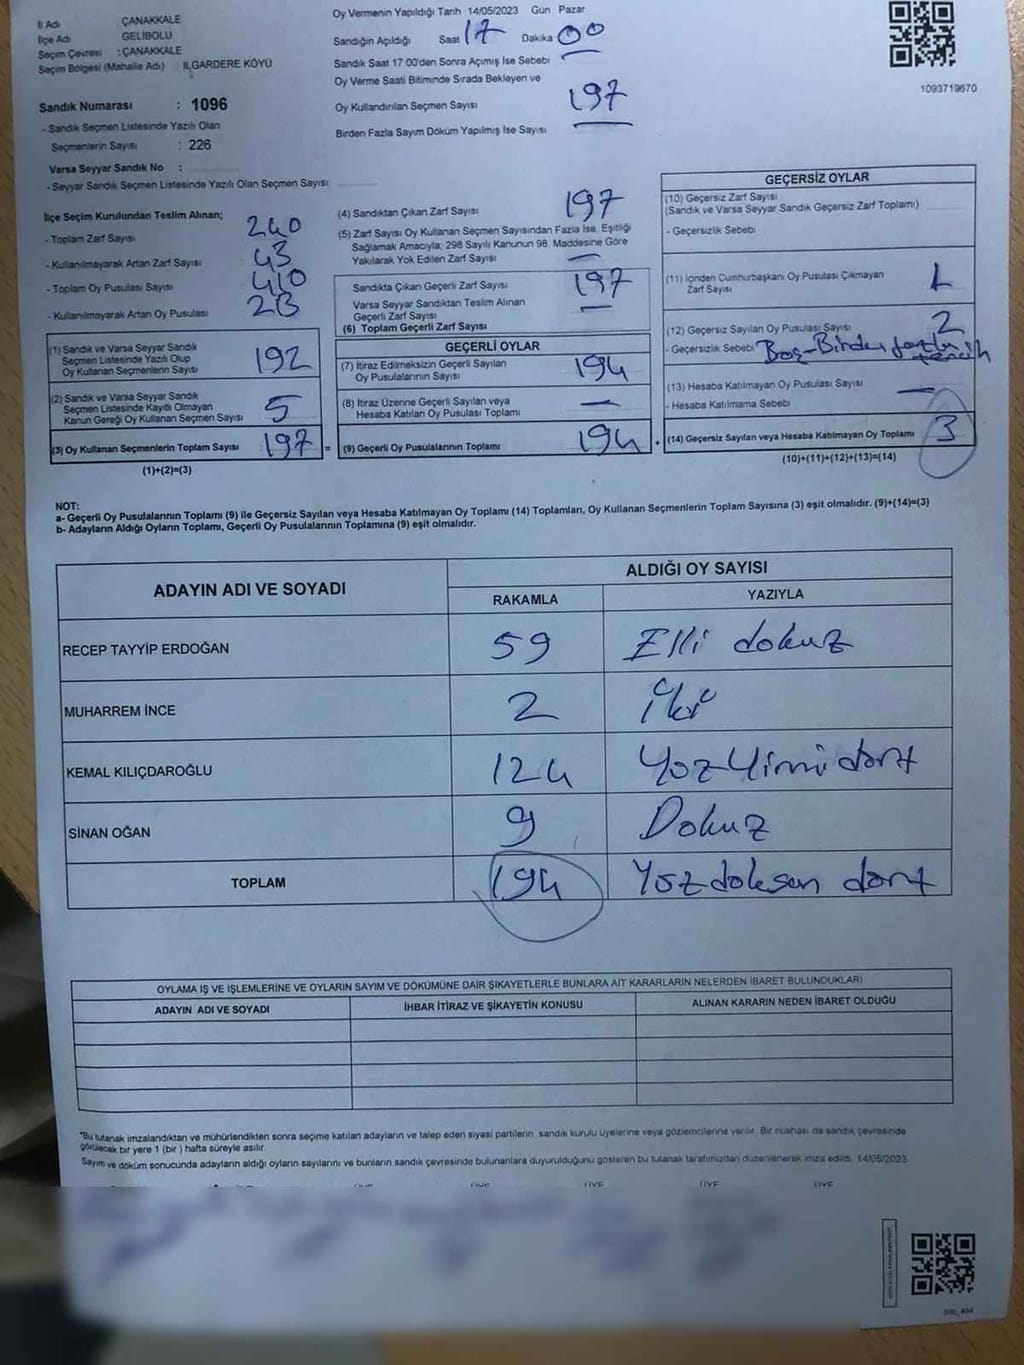 İl Adı ÇANAKKALE
İlçe Adı GELİBOLU
Seçim Çevresi : ÇANAKKALE
Seçim Bölgesi (Mahalle Adı) ILGARDERE KÖYÜ
Sandık Numarası : 1096
- Sandık Seçmen Listesinde Yazılı Olan
Seçmenlerin Sayısı : 226
Varsa Seyyar Sandık No :
- Seyyar Sandık Seçmen Listesinde Yazılı Olan Seçmen Sayısı:
Oy Vermenin Yapıldığı Tarih 14/05/2023 Gün Pazar
Sandığın Açıldığı Saat 17 Dakika 00
Sandık Saat 17 00'den Sonra Açımış İse Sebebi
Oy Verme Saati Bitiminde Sırada Bekleyen ve
Oy Kullandırılan Seçmen Sayısı 197
Birden Fazla Sayım Döküm Yapılmış İse Sayısı
1093719670
İlçe Seçim Kurulundan Teslim Alınan;
- Toplam Zarf Sayısı 240
- Kullanılmayarak Artan Zarf Sayısı 43
- Toplam Oy Pusulası Sayısı 410
- Kullanılmayarak Artan Oy Pusulası 213
(1) Sandık ve Varsa Seyyar Sandık
Seçmen Listesinde Yazılı Olup
Oy Kullanan Seçmenlerin Sayısı 192
(2) Sandık ve Varsa Seyyar Sandık
Seçmen Listesinde Kayıtlı Olmayan
Kanun Gereği Oy Kullanan Seçmen Sayısı 5
(3) Oy Kullanan Seçmenlerin Toplam Sayısı 197 =
(1)+(2)=(3)
(4) Sandıktan Çıkan Zarf Sayısı 197
(5) Zarf Sayısı Oy Kullanan Seçmen Sayısından Fazla İse, Eşitliği
Sağlamak Amacıyla; 298 Sayılı Kanunun 98. Maddesine Göre
Yakılarak Yok Edilen Zarf Sayısı —
Sandıkta Çıkan Geçerli Zarf Sayısı 197
Varsa Seyyar Sandıktan Teslim Alınan
Geçerli Zarf Sayısı —
(6) Toplam Geçerli Zarf Sayısı
GEÇERLİ OYLAR
(7) İtiraz Edilmeksizin Geçerli Sayılan
Oy Pusulalarının Sayısı 194
(8) İtiraz Üzerine Geçerli Sayılan veya
Hesaba Katılan Oy Pusulası Toplamı —
(9) Geçerli Oy Pusulalarının Toplamı 194 +
GEÇERSİZ OYLAR
(10) Geçersiz Zarf Sayısı
(Sandık ve Varsa Seyyar Sandık Geçersiz Zarf Toplamı)
- Geçersizlik Sebebi
(11) İçinden Cumhurbaşkanı Oy Pusulası Çıkmayan
Zarf Sayısı 1
(12) Geçersiz Sayılan Oy Pusulası Sayısı 2
- Geçersizlik Sebebi Boş-Birden fazla tercih
(13) Hesaba Katılmayan Oy Pusulası Sayısı —
- Hesaba Katılmama Sebebi
(14) Geçersiz Sayılan veya Hesaba Katılmayan Oy Toplamı 3
(10)+(11)+(12)+(13)=(14)
NOT:
a- Geçerli Oy Pusulalarının Toplamı (9) ile Geçersiz Sayılan veya Hesaba Katılmayan Oy Toplamı (14) Toplamları, Oy Kullanan Seçmenlerin Toplam Sayısına (3) eşit olmalıdır. (9)+(14)=(3)
b- Adayların Aldığı Oyların Toplamı, Geçerli Oy Pusulalarının Toplamına (9) eşit olmalıdır.
ADAYIN ADI VE SOYADI ALDIĞI OY SAYISI
RAKAMLA YAZIYLA
RECEP TAYYİP ERDOĞAN 59 Elli dokuz
MUHARREM İNCE 2 İki
KEMAL KILIÇDAROĞLU 124 Yüz Yirmi dört
SİNAN OĞAN 9 Dokuz
TOPLAM 194 Yüz doksan dört
OYLAMA İŞ VE İŞLEMLERİNE VE OYLARIN SAYIM VE DÖKÜMÜNE DAİR ŞİKAYETLERLE BUNLARA AİT KARARLARIN NELERDEN İBARET BULUNDUKLARI
ADAYIN ADI VE SOYADI İHBAR İTİRAZ VE ŞİKAYETİN KONUSU ALINAN KARARIN NEDEN İBARET OLDUĞU
*Bu tutanak imzalandıktan ve mühürlendikten sonra seçime katılan adayların ve talep eden siyasi partilerin, sandık kurulu üyelerine veya gözlemcilerine verilir. Bir nüshası da sandık çevresinde
görülecek bir yere 1 (bir) hafta süreyle asılır.
Sayım ve döküm sonucunda adayların aldığı oyların sayılarını ve bunların sandık çevresinde bulunanlara duyurulduğunu gösteren bu tutanak tarafımızdan düzenlenerek imza edildi. 14/05/2023
ÜYE ÜYE ÜYE ÜYE ÜYE